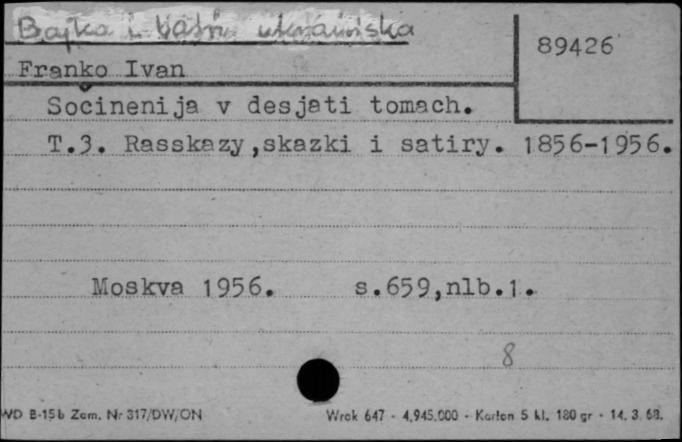 Bajka i baśń ukraińska
89426
Franko Ivan
Sočinenija v desjati tomach.
T.3. Rasskazy,skazki i satiry. 1856-1956.
Moskva 1956. s.659,nlb.1.
8
WD B-15b Zam. Nr 317/DW/ON Wrok 647 - 4,945.000 - Karton 5 kl. 180 gr - 14. 3. 68.